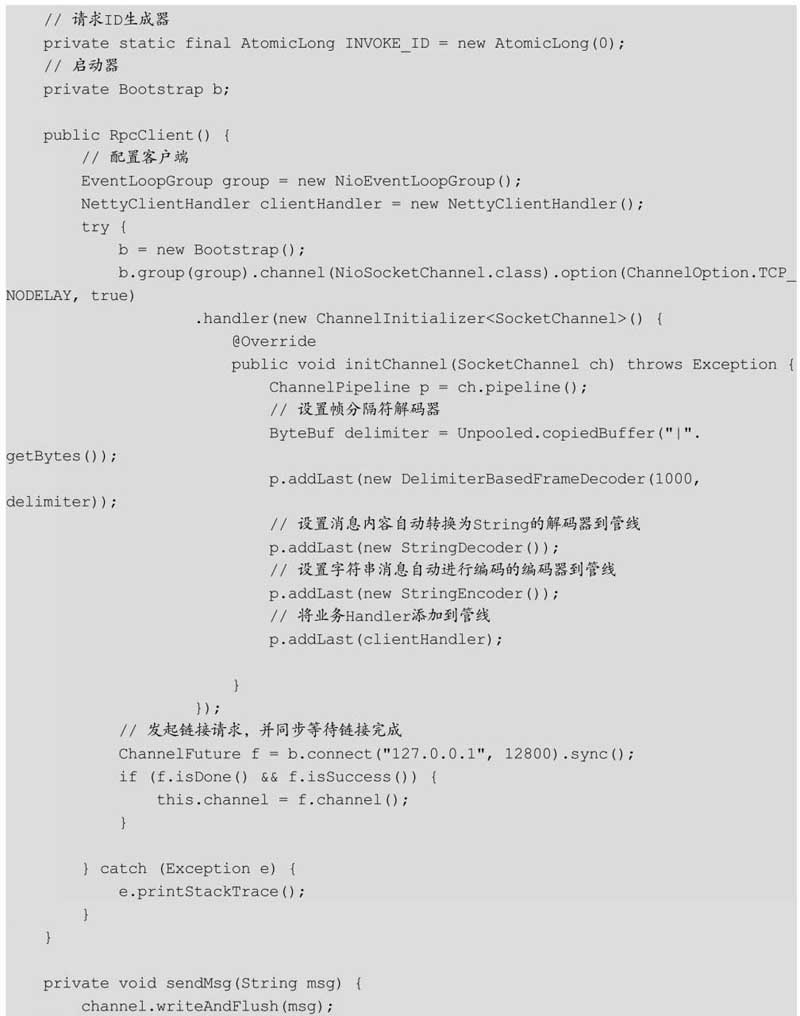 // 请求ID生成器
private static final AtomicLong INVOKE_ID = new AtomicLong(0);
// 启动器
private Bootstrap b;
public RpcClient() {
// 配置客户端
EventLoopGroup group = new NioEventLoopGroup();
NettyClientHandler clientHandler = new NettyClientHandler();
try {
b = new Bootstrap();
b.group(group).channel(NioSocketChannel.class).option(ChannelOption.TCP_
NODELAY, true)
.handler(new ChannelInitializer<SocketChannel>() {
@Override
public void initChannel(SocketChannel ch) throws Exception {
ChannelPipeline p = ch.pipeline();
// 设置帧分隔符解码器
ByteBuf delimiter = Unpooled.copiedBuffer("|".
getBytes());
p.addLast(new DelimiterBasedFrameDecoder(1000,
delimiter));
// 设置消息内容自动转换为String的解码器到管线
p.addLast(new StringDecoder());
// 设置字符串消息自动进行编码的编码器到管线
p.addLast(new StringEncoder());
// 将业务Handler添加到管线
p.addLast(clientHandler);
}
});
// 发起链接请求，并同步等待链接完成
ChannelFuture f = b.connect("127.0.0.1", 12800).sync();
if (f.isDone() && f.isSuccess()) {
this.channel = f.channel();
}
} catch (Exception e) {
e.printStackTrace();
}
}
private void sendMsg(String msg) {
channel.writeAndFlush(msg);